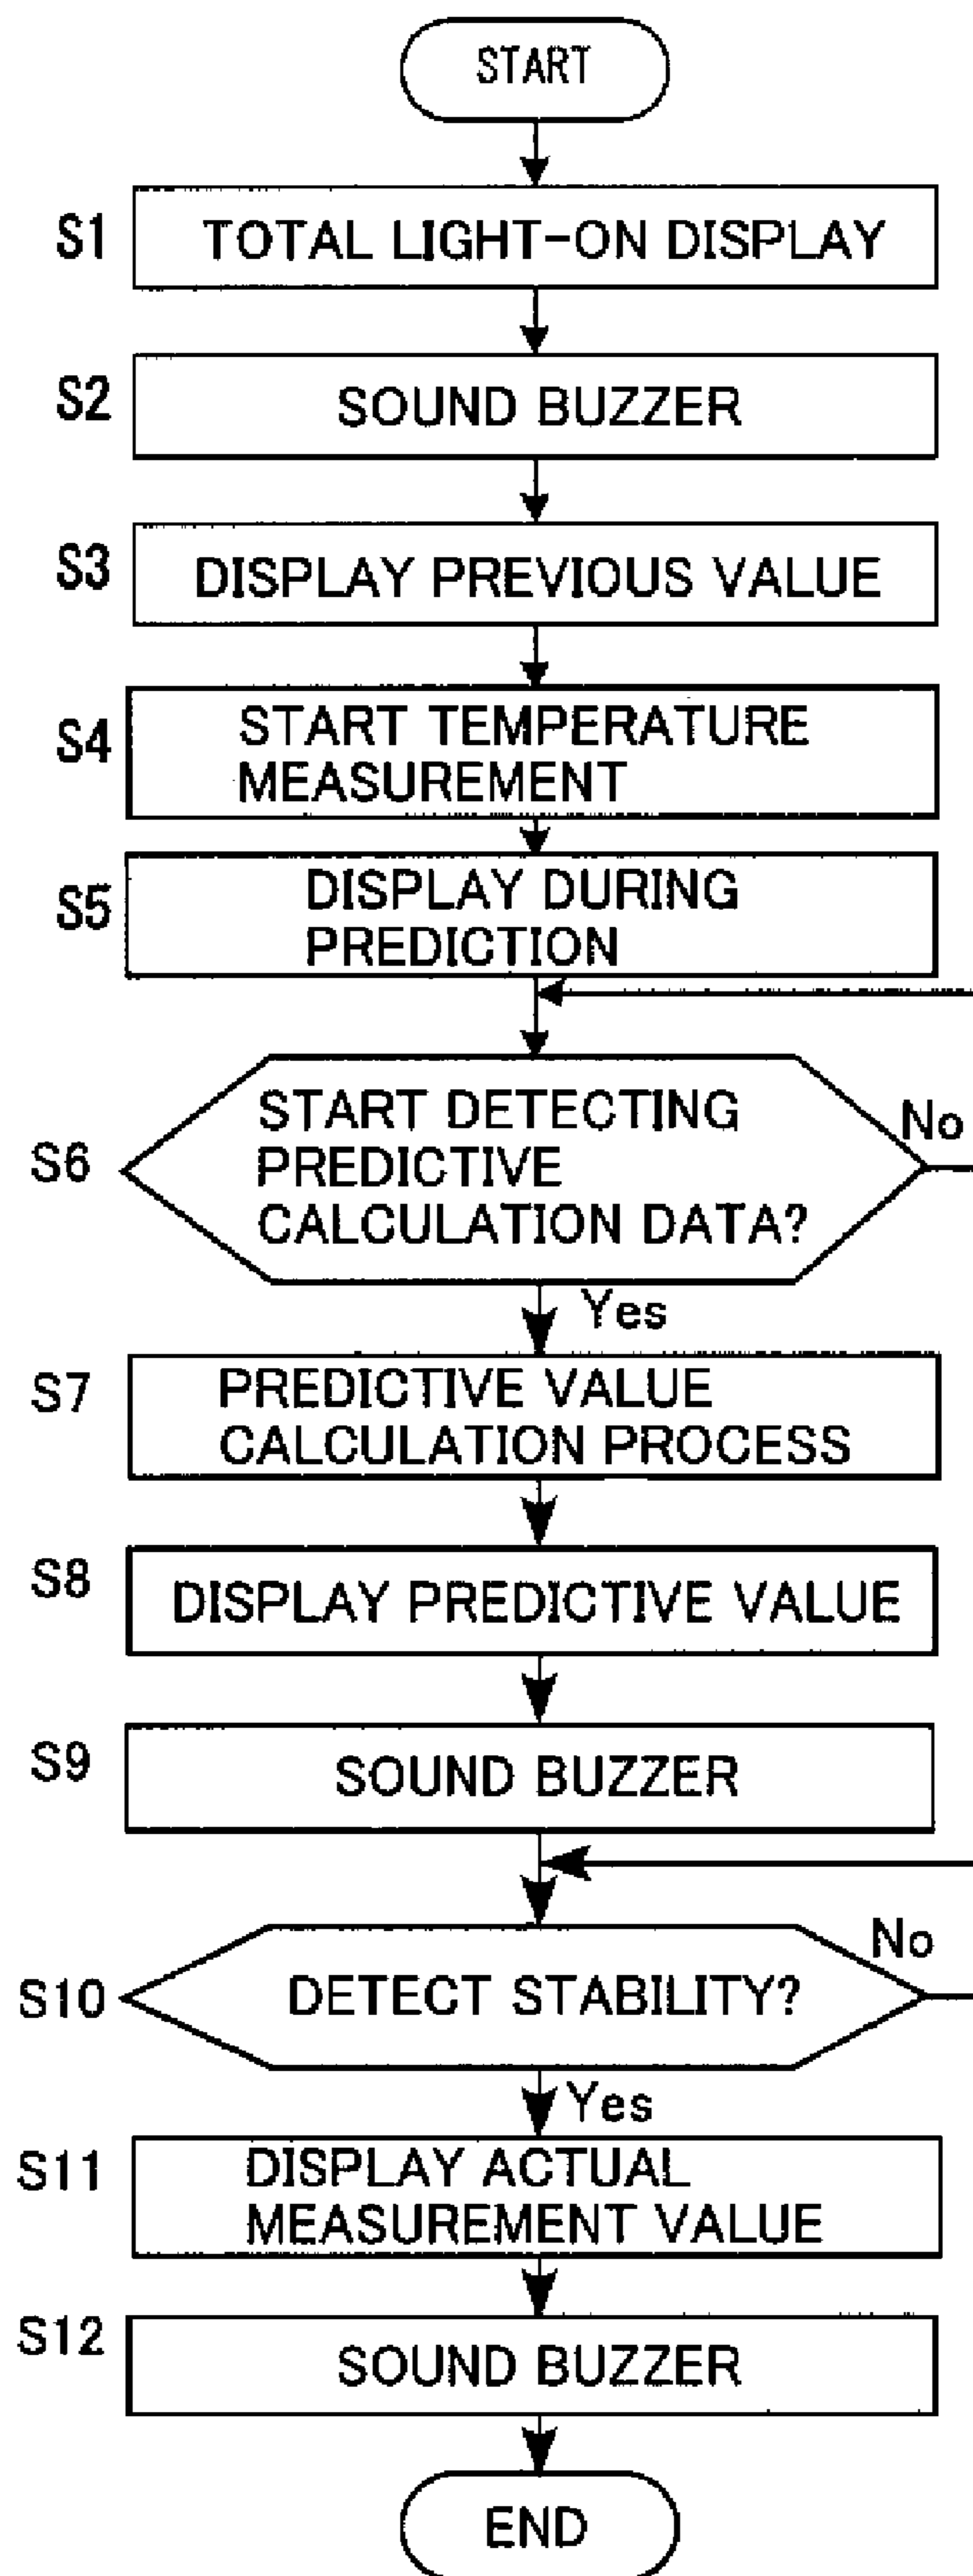 START
S1 TOTAL LIGHT-ON DISPLAY
S2 SOUND BUZZER
S3 DISPLAY PREVIOUS VALUE
S4 START TEMPERATURE
MEASUREMENT
S5 DISPLAY DURING
PREDICTION
START DETECTING
No
S6 PREDICTIVE
CALCULATION DATA?
Yes
S7 PREDICTIVE VALUE
CALCULATION PROCESS
S8 DISPLAY PREDICTIVE VALUE
S9 SOUND BUZZER
No
S10 DETECT STABILITY?
Yes
S11 DISPLAY ACTUAL
MEASUREMENT VALUE
S12 SOUND BUZZER
END